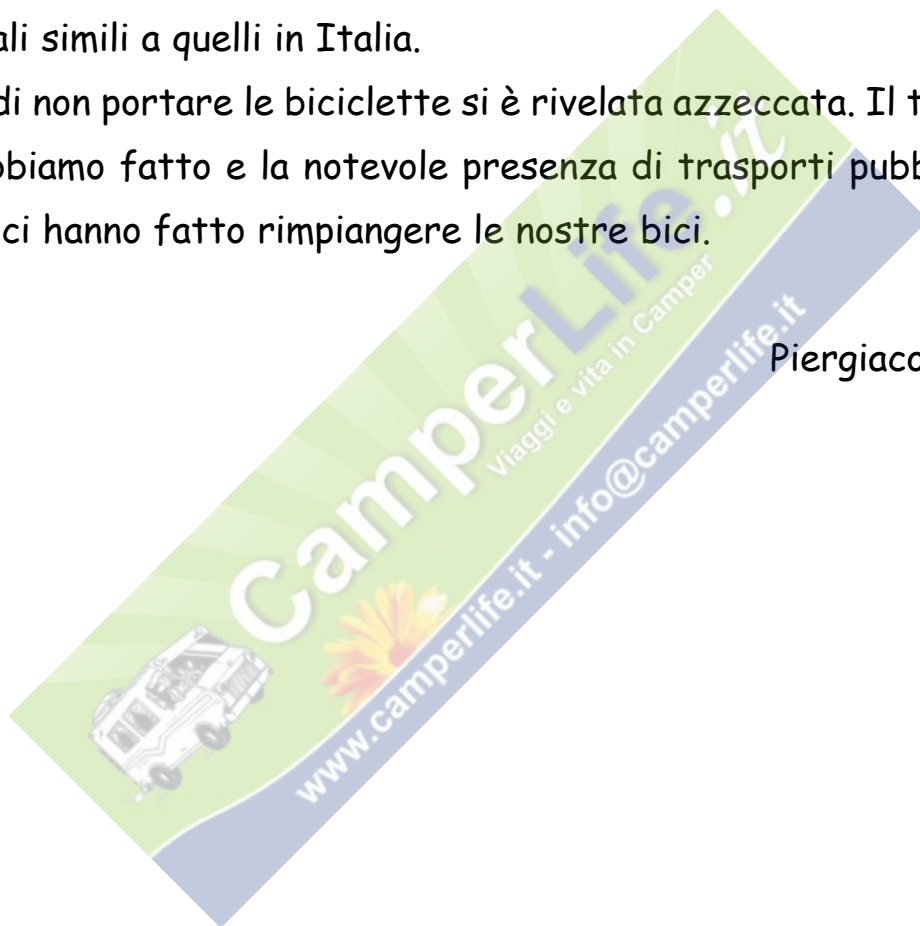 ali simili a quelli in Italia.
di non portare le biciclette si è rivelata azzeccata. Il t
bbiamo fatto e la notevole presenza di trasporti pubb
ci hanno fatto rimpiangere le nostre bici.
Piergiaco
CamperLife.it
Viaggi e vita in Camper
www.camperlife.it - info@camperlife.it